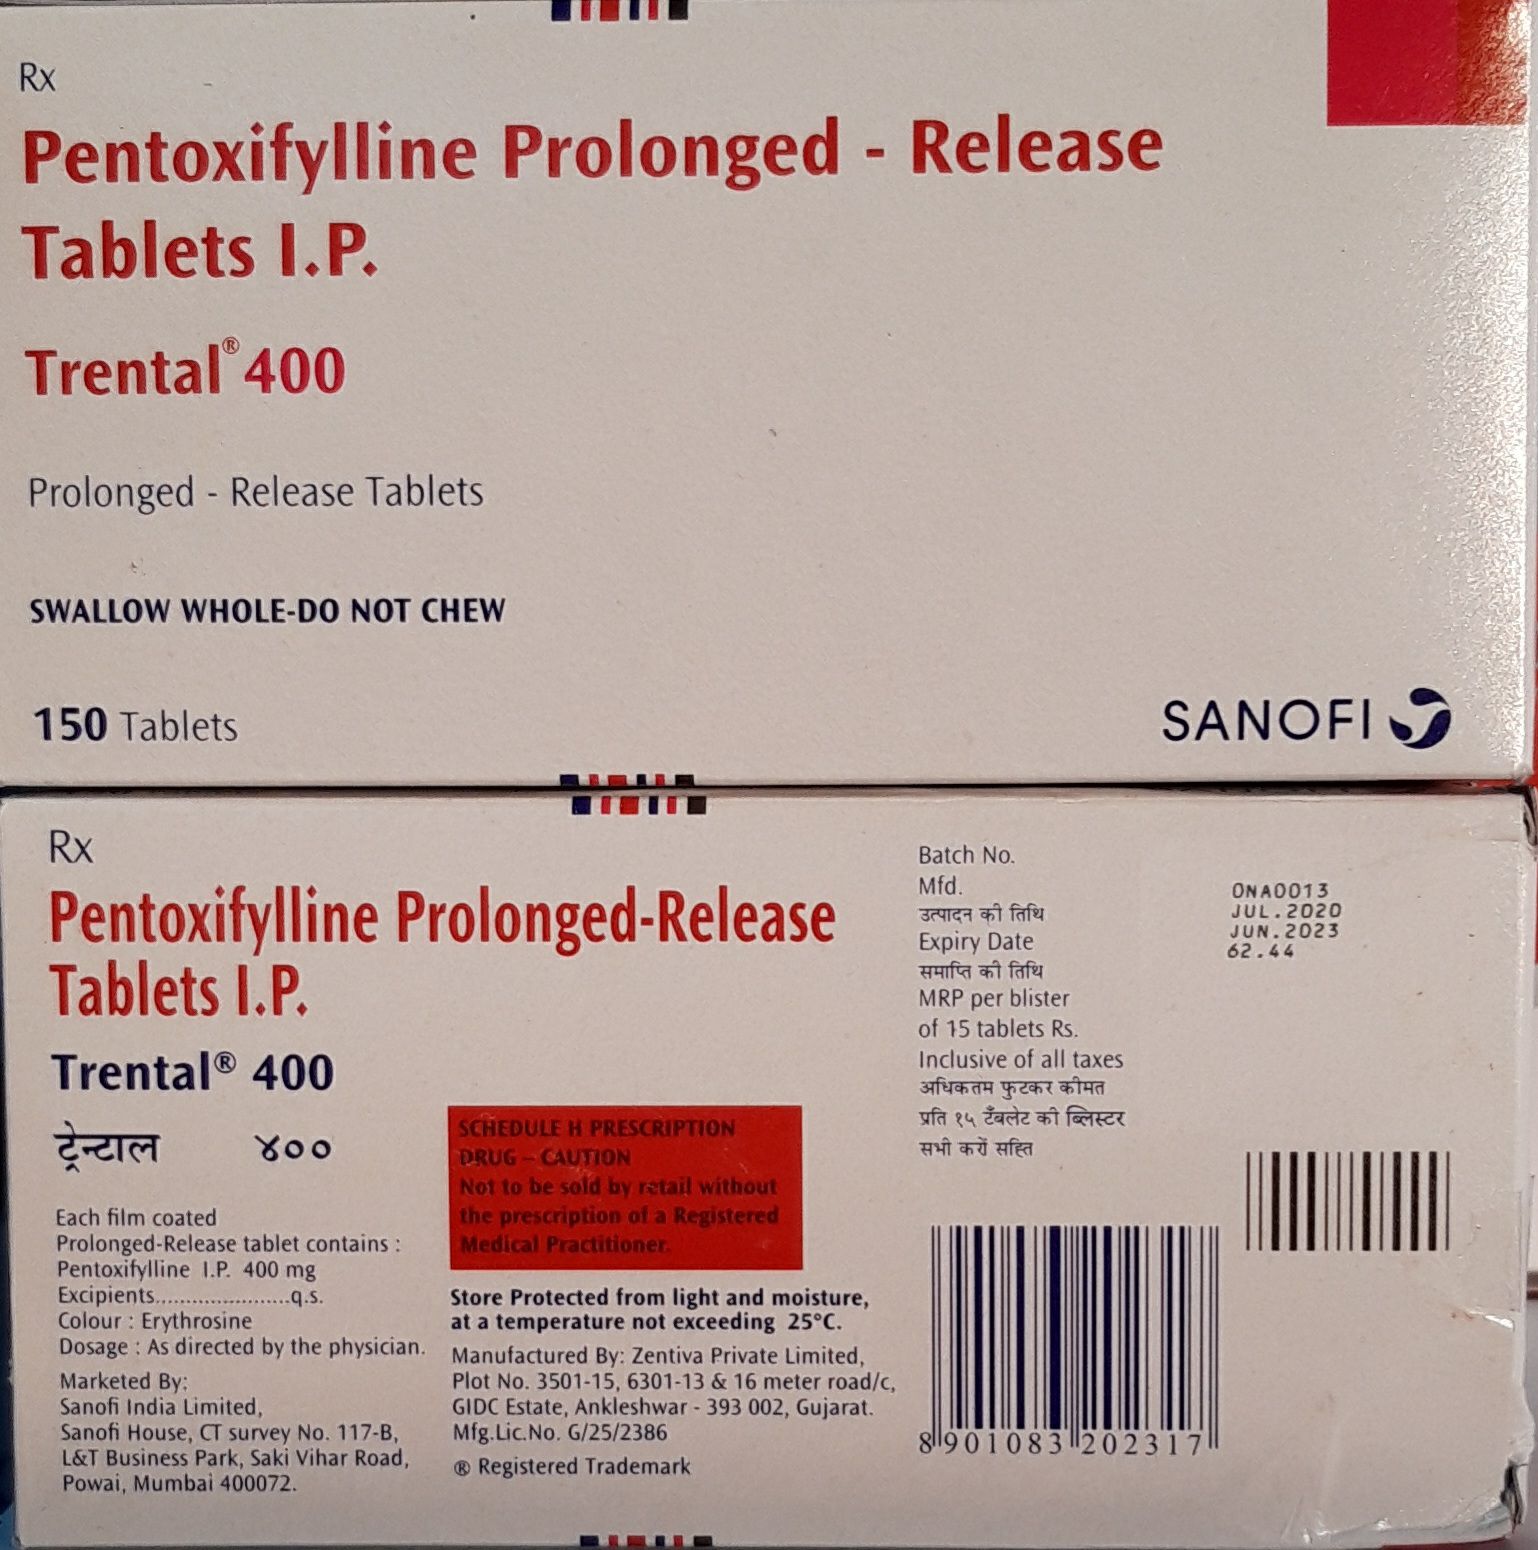 Rx
Pentoxifylline Prolonged - Release
Tablets I.P.
Trental® 400
Prolonged - Release Tablets
SWALLOW WHOLE-DO NOT CHEW
150 Tablets
SANOFI
Rx
Pentoxifylline Prolonged-Release
Tablets I.P.
Trental® 400
ट्रेन्टाल ४००
Each film coated
Prolonged-Release tablet contains :
Pentoxifylline I.P. 400 mg
Excipients......................q.s.
Colour : Erythrosine
Dosage : As directed by the physician.
Marketed By:
Sanofi India Limited,
Sanofi House, CT survey No. 117-B,
L&T Business Park, Saki Vihar Road,
Powai, Mumbai 400072.
SCHEDULE H PRESCRIPTION
DRUG – CAUTION
Not to be sold by retail without
the prescription of a Registered
Medical Practitioner.
Store Protected from light and moisture,
at a temperature not exceeding 25°C.
Manufactured By: Zentiva Private Limited,
Plot No. 3501-15, 6301-13 & 16 meter road/c,
GIDC Estate, Ankleshwar - 393 002, Gujarat.
Mfg.Lic.No. G/25/2386
® Registered Trademark
Batch No.
Mfd.
उत्पादन की तिथि
Expiry Date
समाप्ति की तिथि
MRP per blister
of 15 tablets Rs.
Inclusive of all taxes
अधिकतम फुटकर कीमत
प्रति १५ टॅबलेट की ब्लिस्टर
सभी करों सहित
0NA0013
JUL.2020
JUN.2023
62.44
8 901083 202317